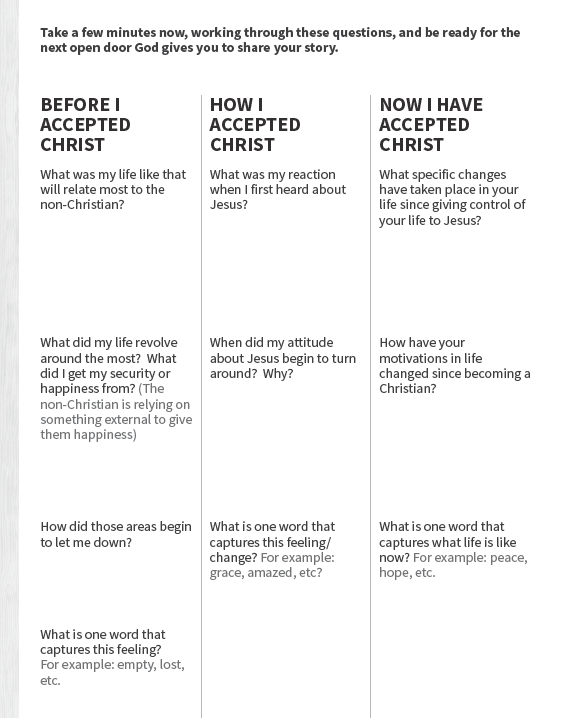 Take a few minutes now, working through these questions, and be ready for the
next open door God gives you to share your story.
BEFORE I
ACCEPTED
CHRIST
What was my life like that
will relate most to the
non-Christian?
What did my life revolve
around the most?  What
did I get my security or
happiness from? (The
non-Christian is relying on
something external to give
them happiness)
How did those areas begin
to let me down?
What is one word that
captures this feeling?
For example: empty, lost,
etc.
HOW I
ACCEPTED
CHRIST
What was my reaction
when I first heard about
Jesus?
When did my attitude
about Jesus begin to turn
around?  Why?
What is one word that
captures this feeling/
change? For example:
grace, amazed, etc?
NOW I HAVE
ACCEPTED
CHRIST
What specific changes
have taken place in your
life since giving control of
your life to Jesus?
How have your
motivations in life
changed since becoming a
Christian?
What is one word that
captures what life is like
now? For example: peace,
hope, etc.